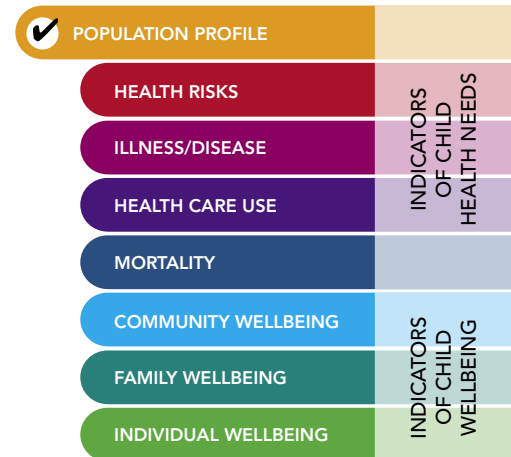 POPULATION PROFILE
HEALTH RISKS
ILLNESS/DISEASE
HEALTH CARE USE
MORTALITY
COMMUNITY WELLBEING
FAMILY WELLBEING
INDIVIDUAL WELLBEING
INDICATORS
OF CHILD
HEALTH NEEDS
INDICATORS
OF CHILD
WELLBEING